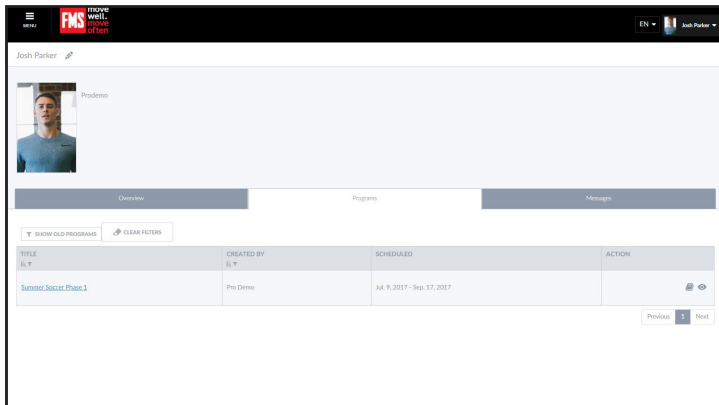 MENU
FMS
move
well.
move
often
EN
Josh Parker
Josh Parker
Prodemo
Overview
Programs
Messages
SHOW OLD PROGRAMS
CLEAR FILTERS
TITLE
CREATED BY
SCHEDULED
ACTION
Summer Soccer Phase 1
Pro Demo
Jul. 9, 2017 - Sep. 17, 2017
Previous
1
Next